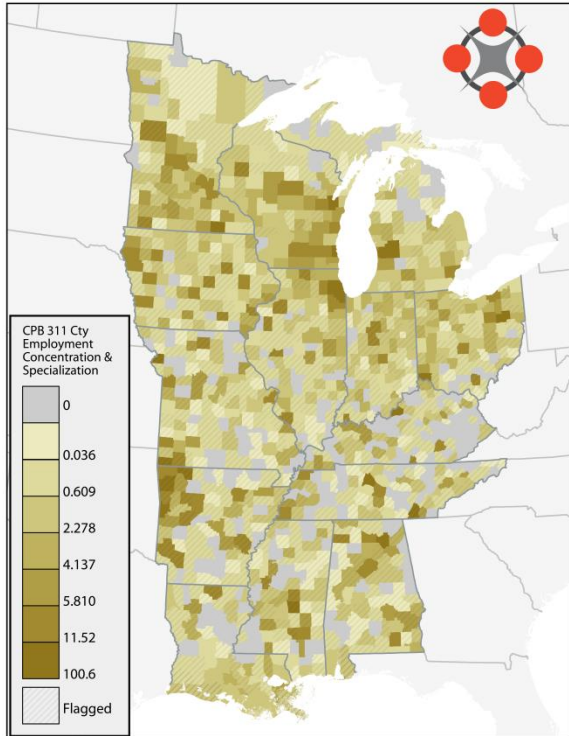 CPB 311 Cty
Employment
Concentration &
Specialization
0
0.036
0.609
2.278
4.137
5.810
11.52
100.6
Flagged